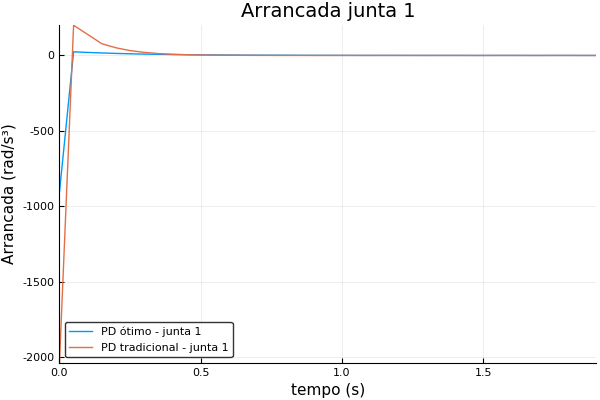 Arrancada junta 1
Arrancada (rad/s³)
0
-500
-1000
-1500
-2000
PD ótimo - junta 1
PD tradicional - junta 1
0.0
0.5
1.0
1.5
tempo (s)